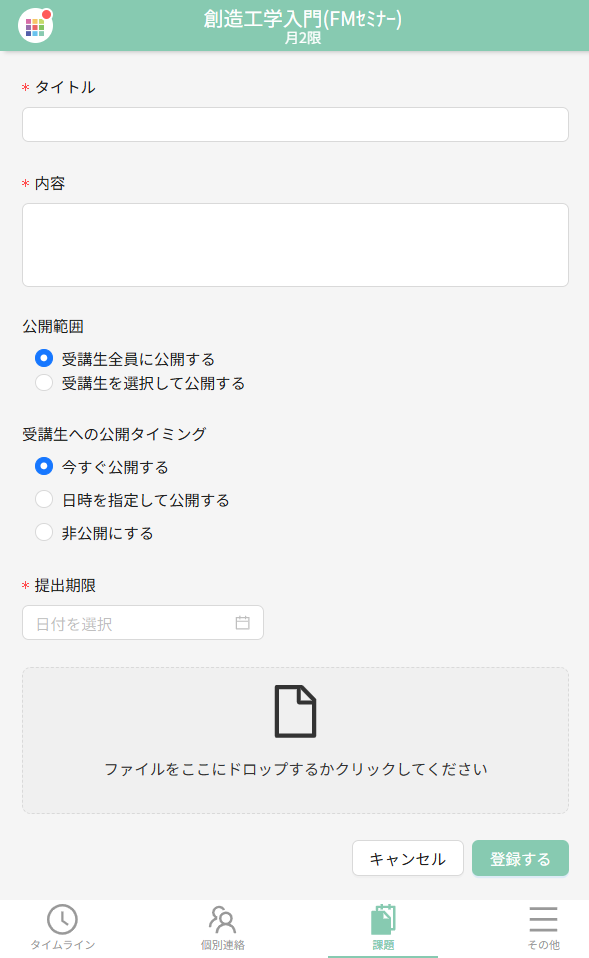 創造工学入門(FMｾﾐﾅｰ)
月2限
* タイトル
* 内容
公開範囲
受講生全員に公開する
受講生を選択して公開する
受講生への公開タイミング
今すぐ公開する
日時を指定して公開する
非公開にする
* 提出期限
日付を選択
ファイルをここにドロップするかクリックしてください
キャンセル 登録する
タイムライン 個別連絡 課題 その他